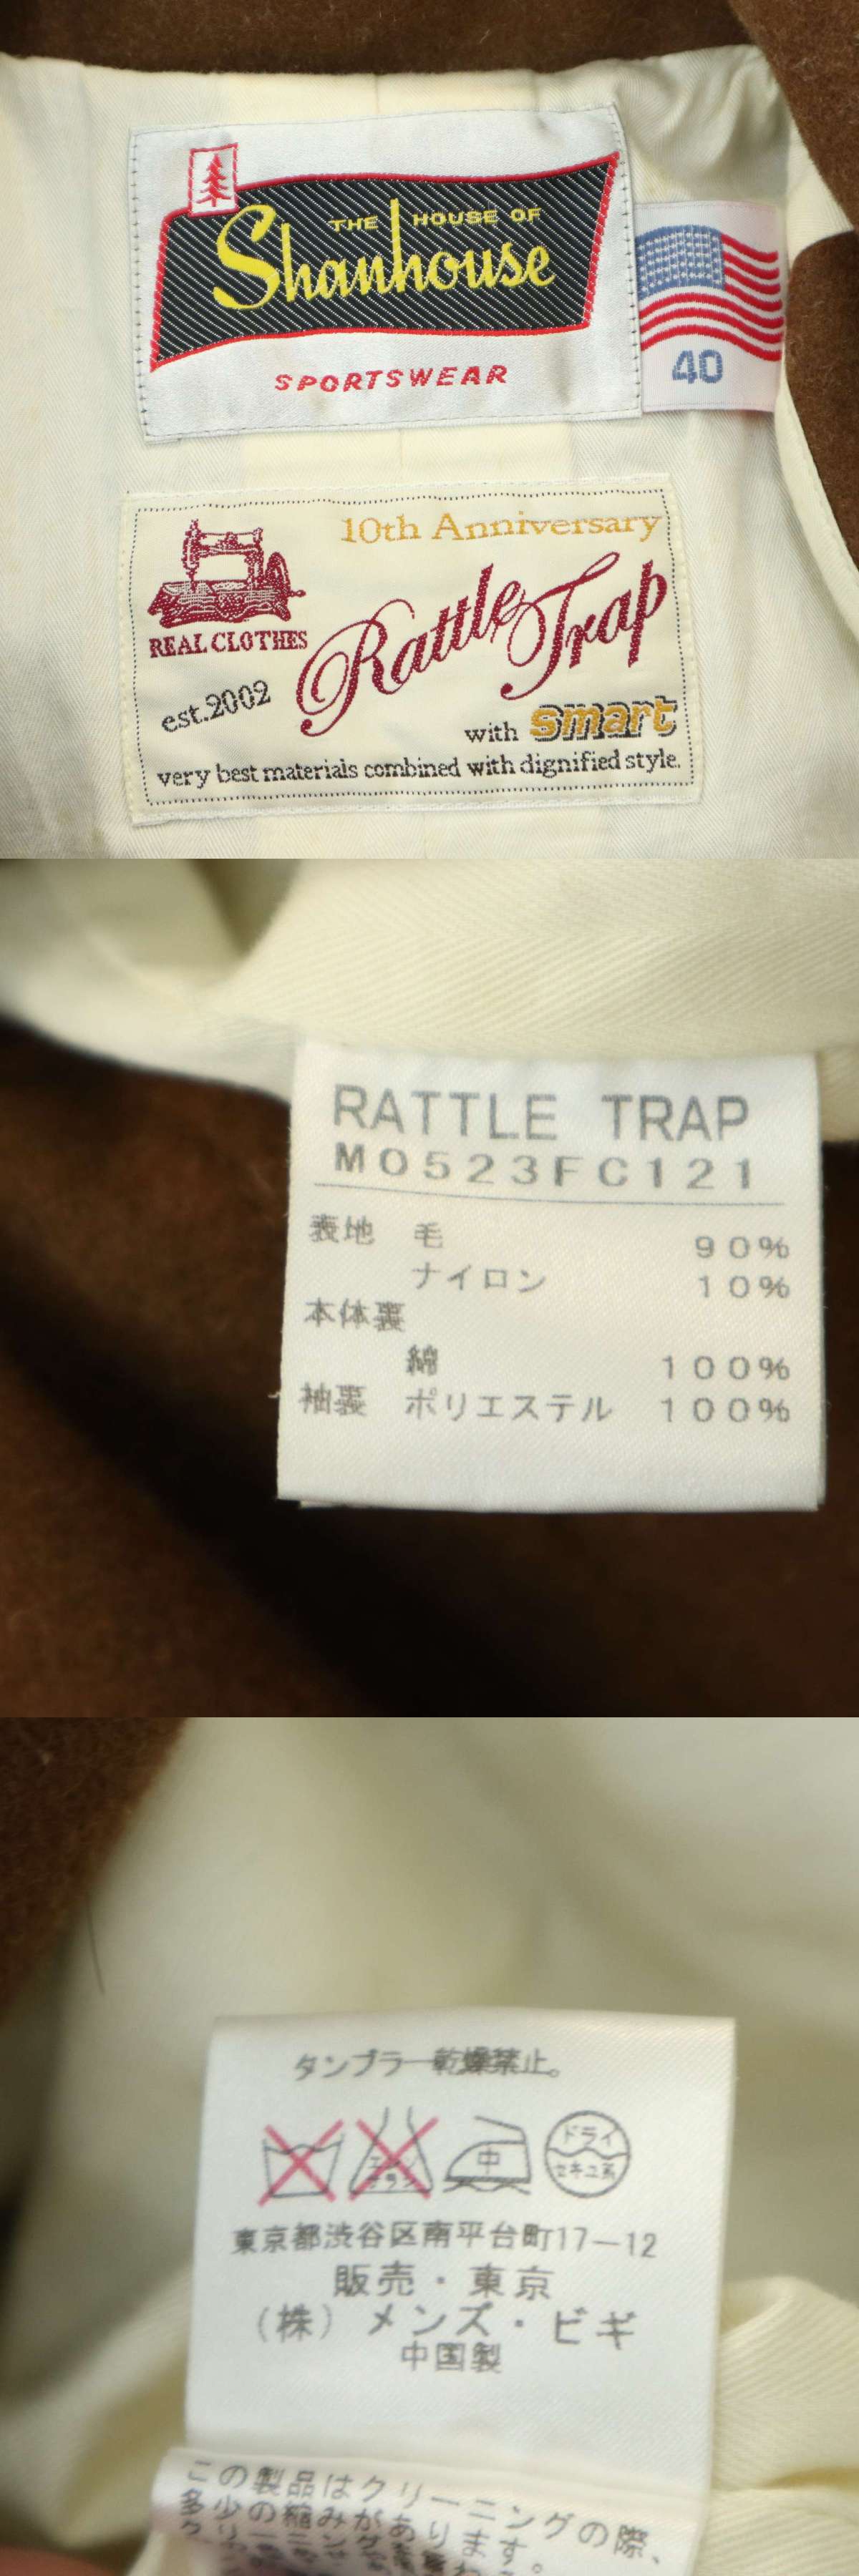 THE HOUSE OF
Shanhouse
SPORTSWEAR
40
10th Anniversary
Rattle Trap
REAL CLOTHES
est.2002
with smart
very best materials combined with dignified style.
RATTLE TRAP
M0523FC121
表地 毛 90%
ナイロン 10%
本体裏
綿 100%
袖裏 ポリエステル 100%
タンブラー乾燥禁止。
中
ドライ
セキユ系
東京都渋谷区南平台町17—12
販売・東京
(株)メンズ・ビギ
中国製
この製品はクリーニングの際、
多少の縮みがあります。